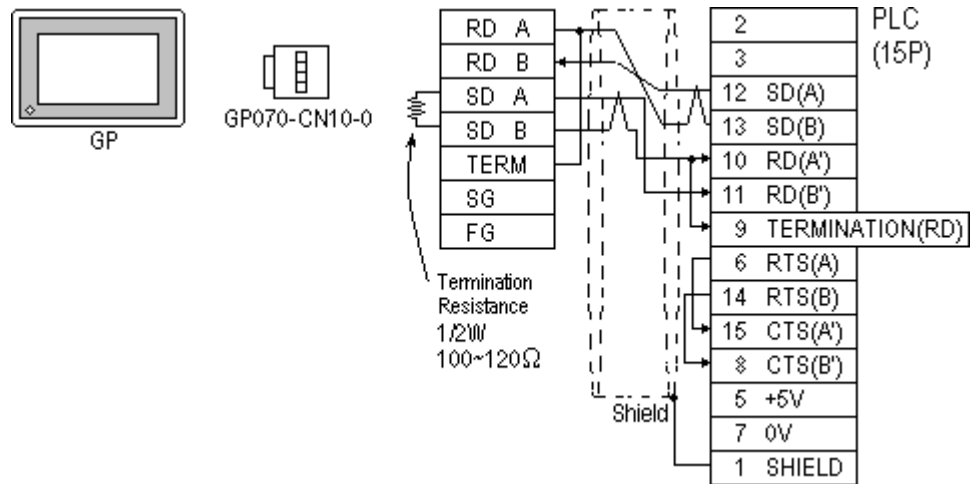 GP
GP070-CN10-0
RD A
RD B
SD A
SD B
TERM
SG
FG
Termination
Resistance
1/2W
100~120Ω
Shield
PLC
(15P)
2
3
12 SD(A)
13 SD(B)
10 RD(A')
11 RD(B')
9 TERMINATION(RD)
6 RTS(A)
14 RTS(B)
15 CTS(A')
8 CTS(B')
5 +5V
7 0V
1 SHIELD